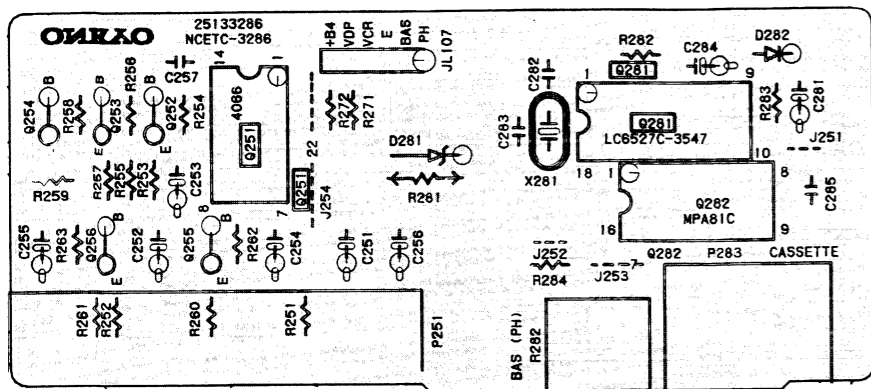 ONKYO
25133286
NCETC-3286
+B4
VDP
VCR
E
BAS
PH
JL107
D282
R282
C284
C282
Q281
C257
14
1
4066
Q251
Q251
7
8
Q254
B
R258
B
Q253
E
R256
B
Q252
E
R254
R272
R271
22
J254
D281
R281
C283
X281
1
9
Q281
LC6527C-3547
18
10
R283
C281
J251
1
8
Q282
MPA81C
16
9
C285
R259
R257
R255
R253
C253
C255
R263
Q256
B
E
C252
Q255
B
E
R262
C254
C251
C256
J252
R284
7
J253
Q282
P283
CASSETTE
R261
R252
R260
R251
P251
BAS (PH)
R282